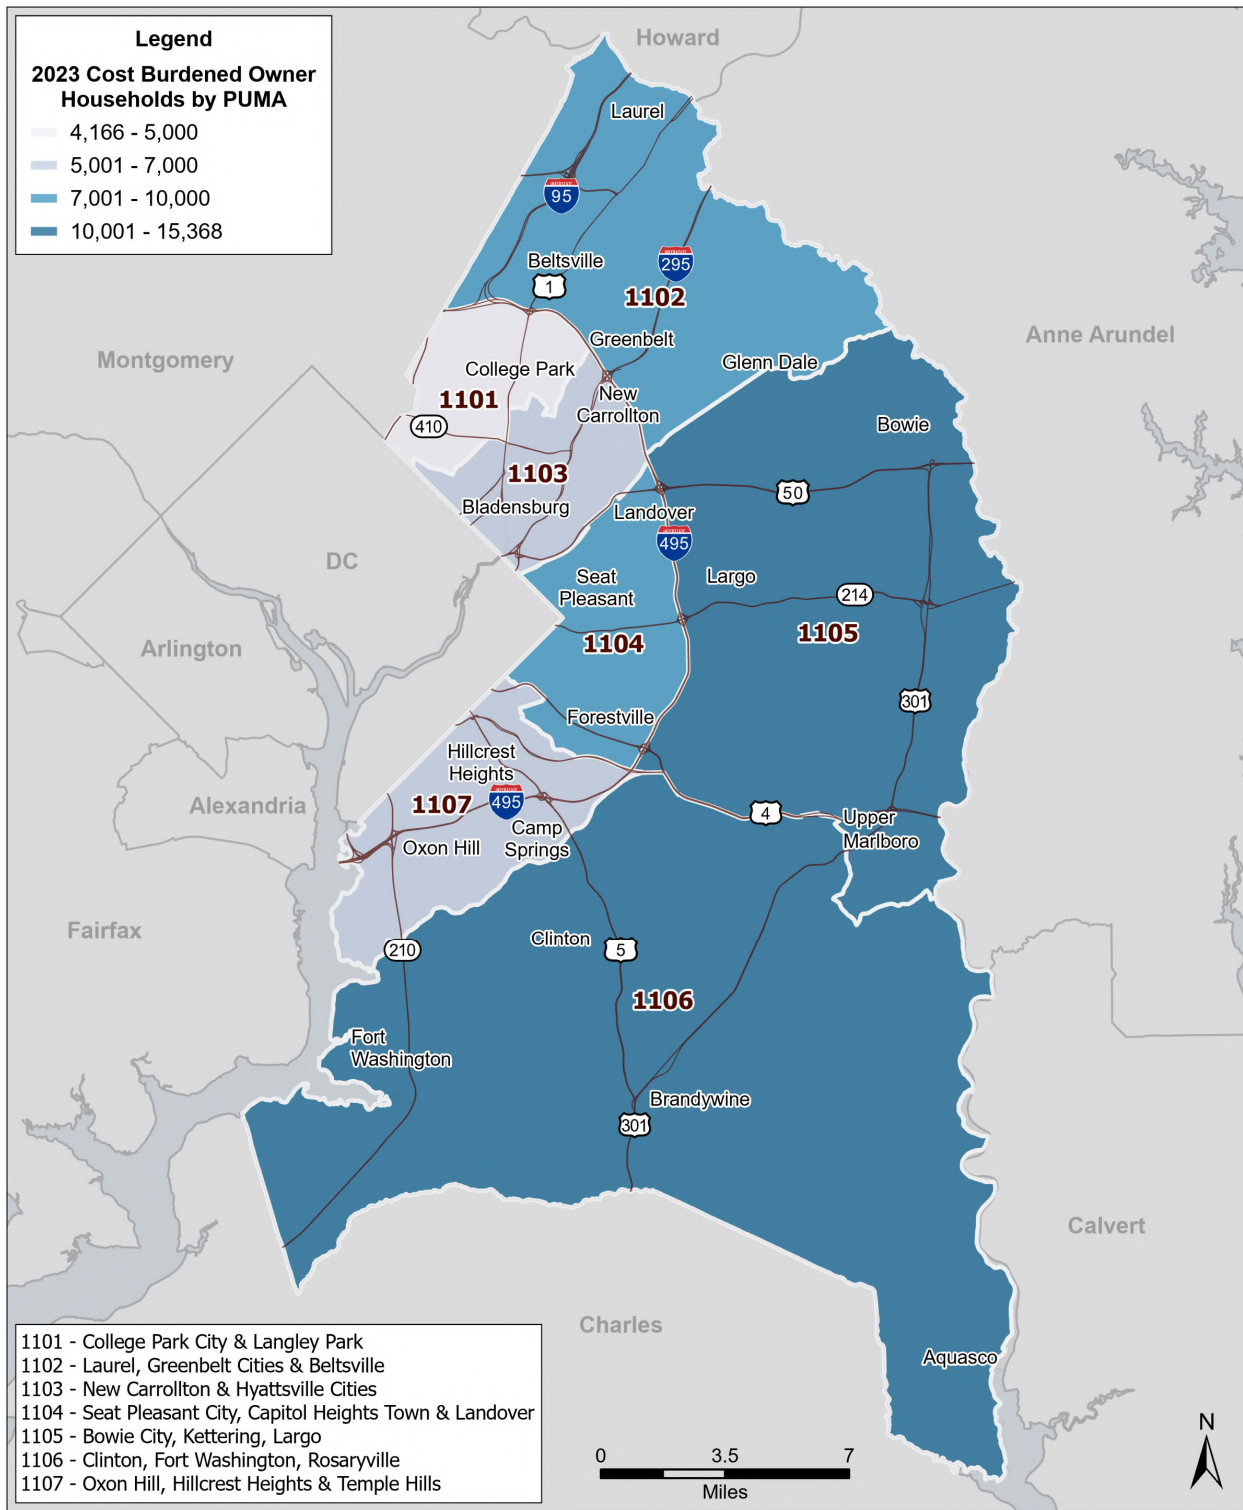 Legend
2023 Cost Burdened Owner
Households by PUMA
4,166 - 5,000
5,001 - 7,000
7,001 - 10,000
10,001 - 15,368
Howard
Laurel
95
Beltsville
295
1
1102
Greenbelt
Anne Arundel
Montgomery
Glenn Dale
College Park
New
Carrollton
1101
410
Bowie
1103
50
Bladensburg
Landover
495
DC
Seat
Pleasant
Largo
214
1105
1104
Arlington
301
Forestville
Hillcrest
Heights
Alexandria
1107
INTERSTATE
495
4
Upper
Marlboro
Camp
Springs
Oxon Hill
Fairfax
Clinton
210
5
1106
Fort
Washington
Brandywine
301
Calvert
Charles
Aquasco
1101 - College Park City & Langley Park
1102 - Laurel, Greenbelt Cities & Beltsville
1103 - New Carrollton & Hyattsville Cities
1104 - Seat Pleasant City, Capitol Heights Town & Landover
1105 - Bowie City, Kettering, Largo
1106 - Clinton, Fort Washington, Rosaryville
1107 - Oxon Hill, Hillcrest Heights & Temple Hills
0 3.5 7
Miles
N